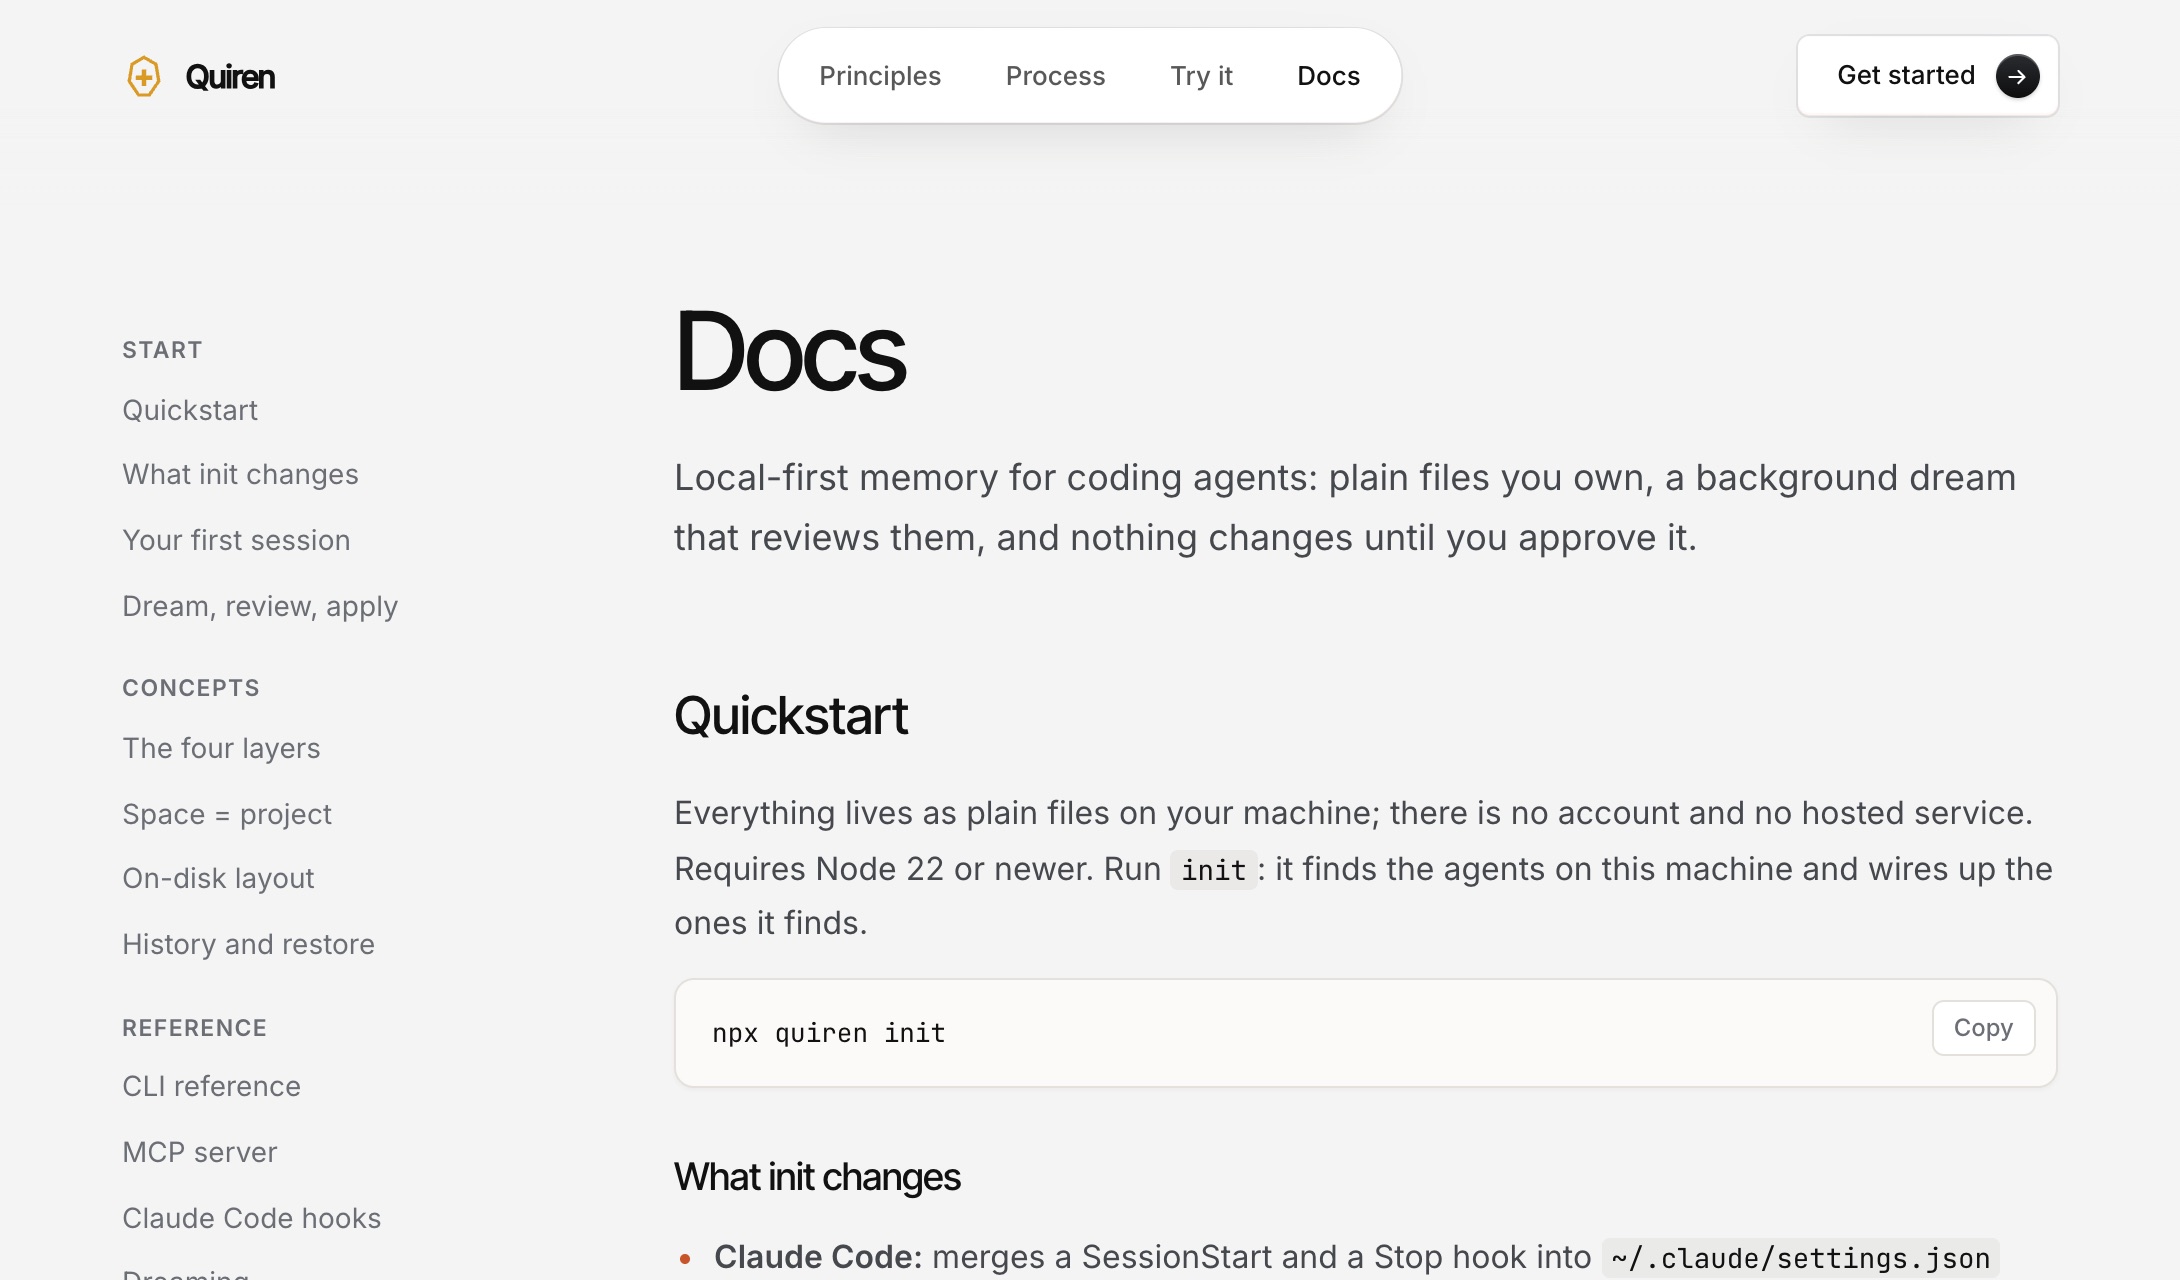 Quiren
Principles
Process
Try it
Docs
Get started
START
Quickstart
What init changes
Your first session
Dream, review, apply
CONCEPTS
The four layers
Space = project
On-disk layout
History and restore
REFERENCE
CLI reference
MCP server
Claude Code hooks
Dreaming
Docs
Local-first memory for coding agents: plain files you own, a background dream
that reviews them, and nothing changes until you approve it.
Quickstart
Everything lives as plain files on your machine; there is no account and no hosted service.
Requires Node 22 or newer. Run init: it finds the agents on this machine and wires up the
ones it finds.
npx quiren init
Copy
What init changes
• Claude Code: merges a SessionStart and a Stop hook into ~/.claude/settings.json